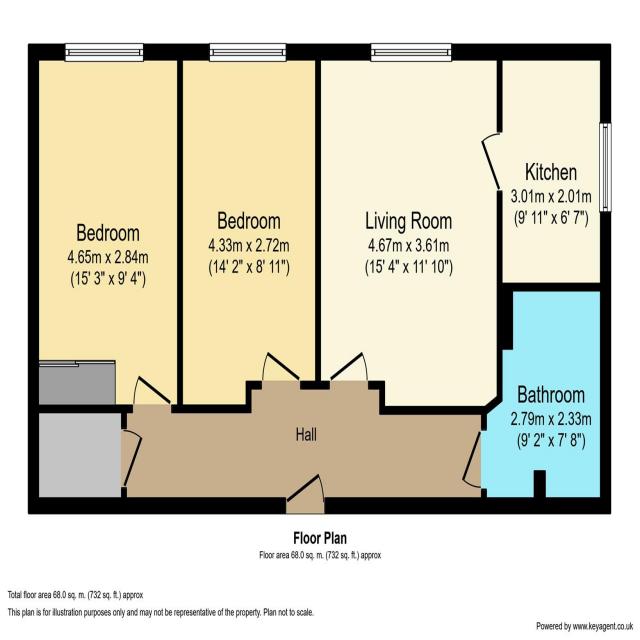 Bedroom
4.65m x 2.84m
(15' 3" x 9' 4")
Bedroom
4.33m x 2.72m
(14' 2" x 8' 11")
Living Room
4.67m x 3.61m
(15' 4" x 11' 10")
Kitchen
3.01m x 2.01m
(9' 11" x 6' 7")
Bathroom
2.79m x 2.33m
(9' 2" x 7' 8")
Hall
Floor Plan
Floor area 68.0 sq. m. (732 sq. ft.) approx
Total floor area 68.0 sq. m. (732 sq. ft.) approx
This plan is for illustration purposes only and may not be representative of the property. Plan not to scale.
Powered by www.keyagent.co.uk